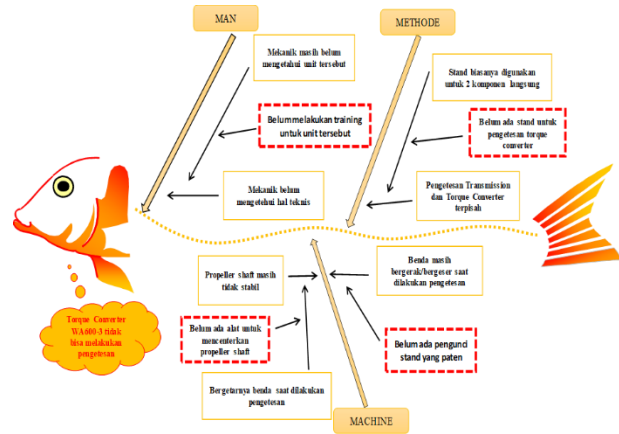 MAN
METHODE
Mekanik masih belum
mengetahui unit tersebut
Stand biasanya digunakan
untuk 2 komponen langsung
Belum melakukan training
untuk unit tersebut
Belum ada stand untuk
pengetesan torque
converter
Mekanik belum
mengetehui hal teknis
Pengetesan Transmission
dan Torque Converter
terpisah
Propeller shaft masih
tidak stabil
Benda masih
bergerak/bergeser saat
dilakukan pengetesan
Torque Converter
WA600-3 tidak
bisa melakukan
pengetesan
Belum ada alat untuk
mencenterkan
propeller shaft
Belum ada pengunci
stand yang paten
Bergetarnya benda saat dilakukan
pengetesan
MACHINE